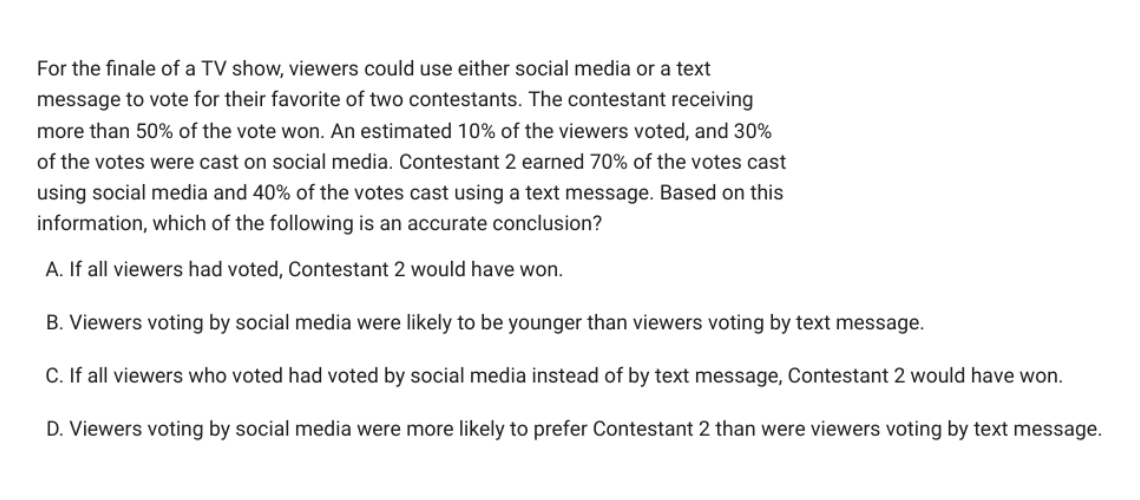 For the finale of a TV show, viewers could use either social media or a text
message to vote for their favorite of two contestants. The contestant receiving
more than 50% of the vote won. An estimated 10% of the viewers voted, and 30%
of the votes were cast on social media. Contestant 2 earned 70% of the votes cast
using social media and 40% of the votes cast using a text message. Based on this
information, which of the following is an accurate conclusion?
A. If all viewers had voted, Contestant 2 would have won.
B. Viewers voting by social media were likely to be younger than viewers voting by text message.
C. If all viewers who voted had voted by social media instead of by text message, Contestant 2 would have won.
D. Viewers voting by social media were more likely to prefer Contestant 2 than were viewers voting by text message.